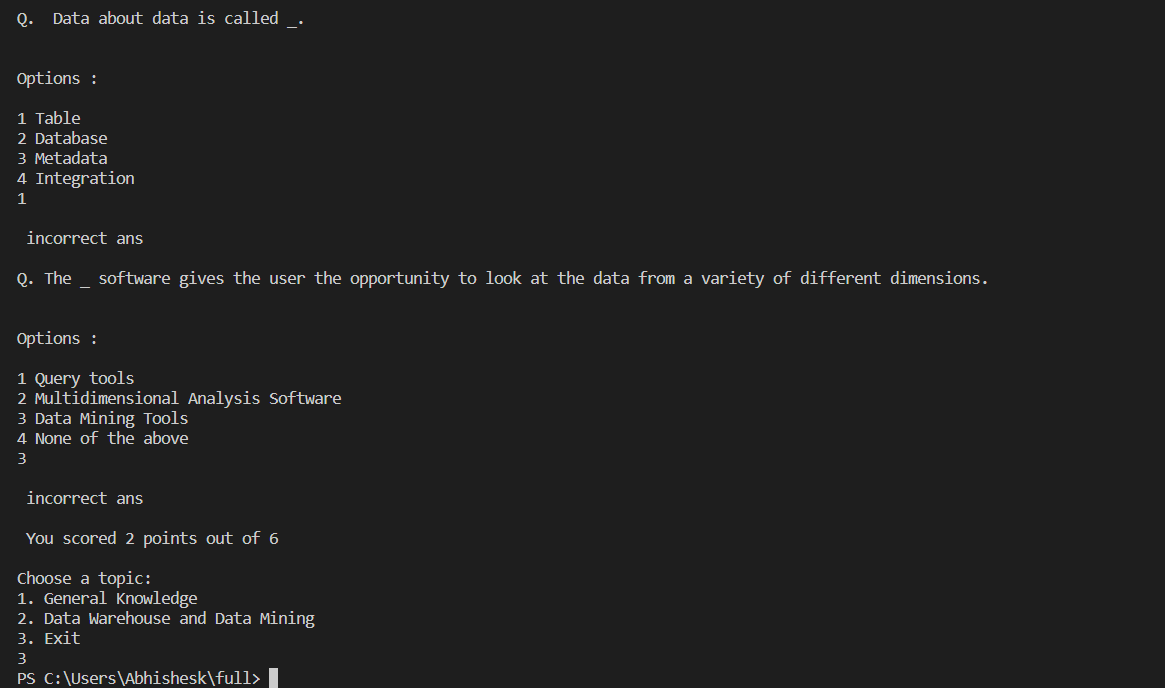 Q.  Data about data is called _.
Options :
1 Table
2 Database
3 Metadata
4 Integration
1
incorrect ans
Q. The _ software gives the user the opportunity to look at the data from a variety of different dimensions.
Options :
1 Query tools
2 Multidimensional Analysis Software
3 Data Mining Tools
4 None of the above
3
incorrect ans
You scored 2 points out of 6
Choose a topic:
1. General Knowledge
2. Data Warehouse and Data Mining
3. Exit
3
PS C:\Users\Abhishesk\full>